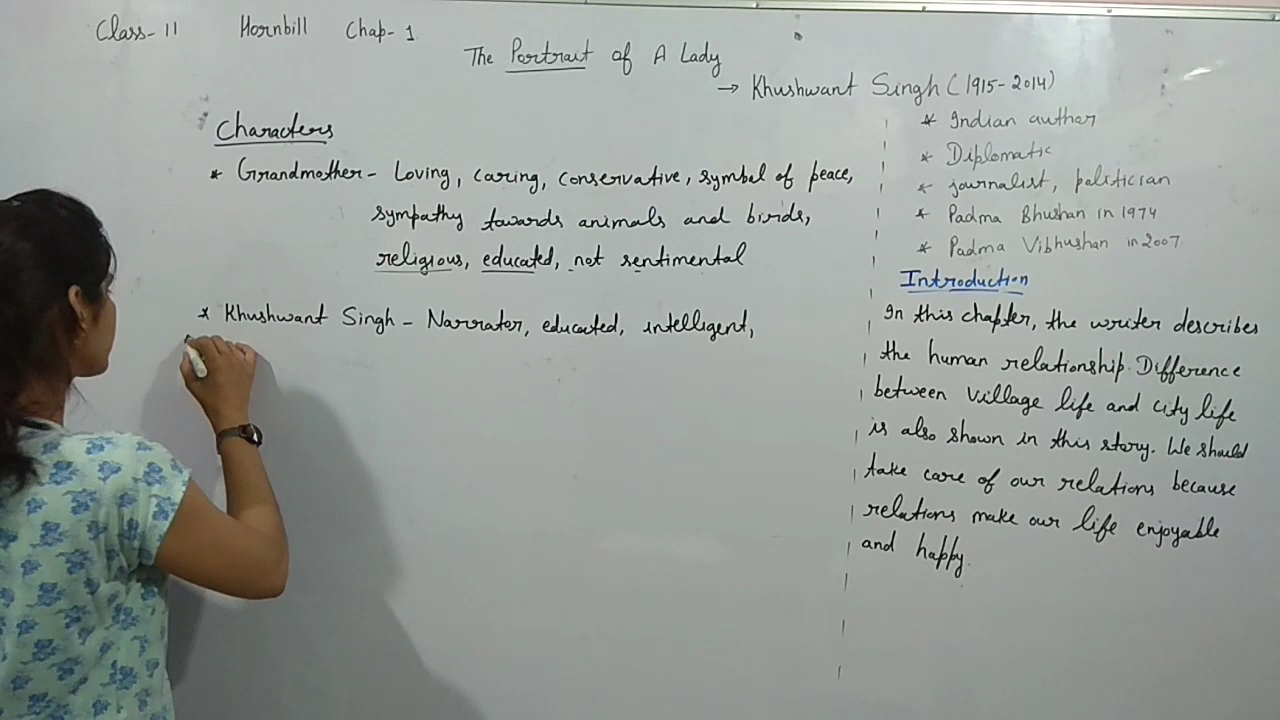 Class-11 Hornbill Chap-1
The Portrait of A Lady
→ Khushwant Singh (1915-2014)
* Indian author
* Diplomatic
* journalist, politician
* Padma Bhushan in 1974
* Padma Vibhushan in 2007
Characters
* Grandmother - Loving, caring, conservative, symbol of peace,
sympathy towards animals and birds,
religious, educated, not sentimental
* Khushwant Singh - Narrator, educated, intelligent,
Introduction
In this chapter, the writer describes
the human relationship. Difference
between village life and city life
is also shown in this story. We should
take care of our relations because
relations make our life enjoyable
and happy.